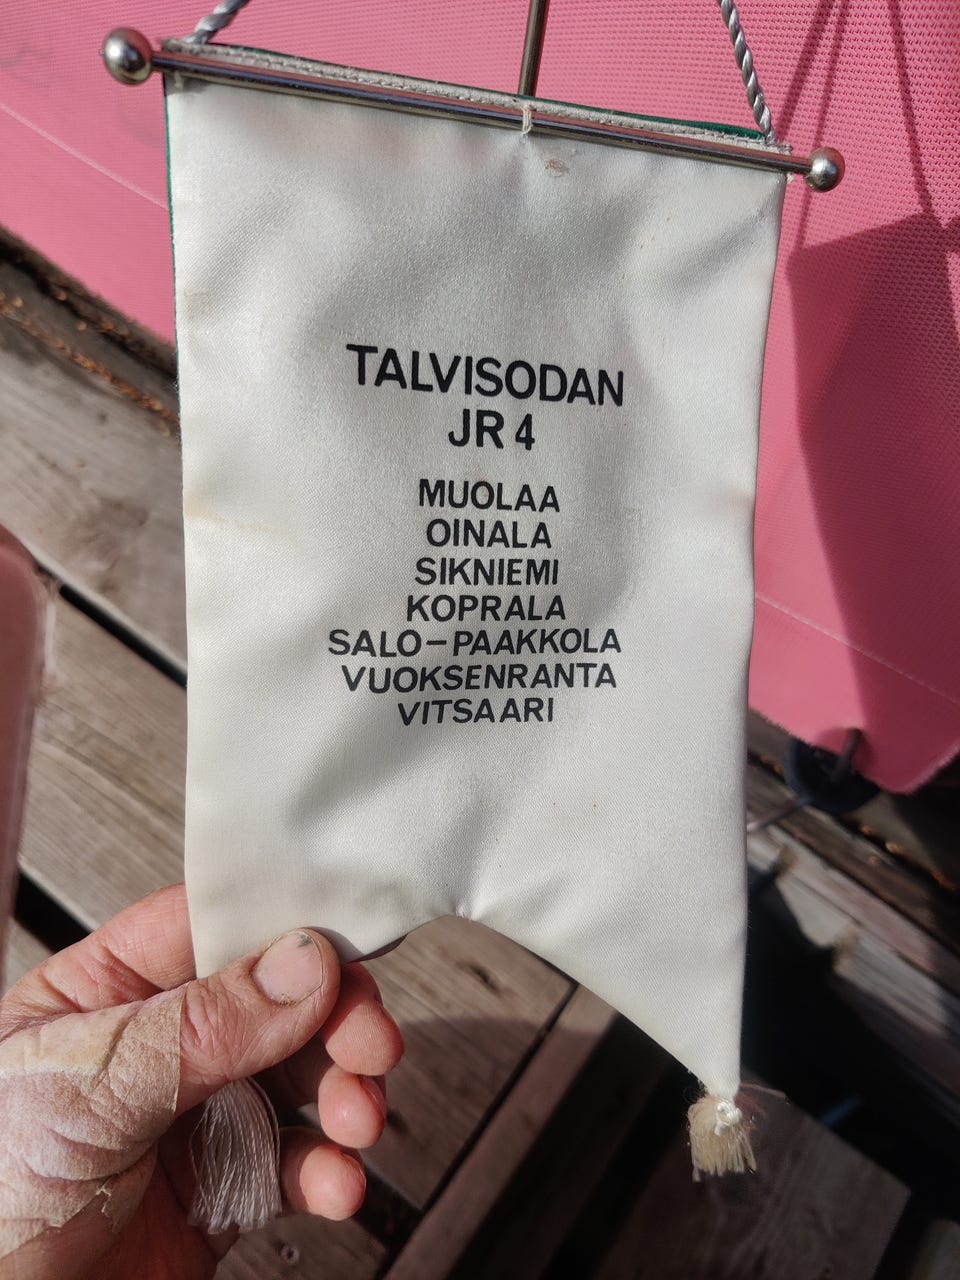 TALVISODAN
JR 4
MUOLAA
OINALA
SIKNIEMI
KOPRALA
SALO-PAAKKOLA
VUOKSENRANTA
VITSAARI